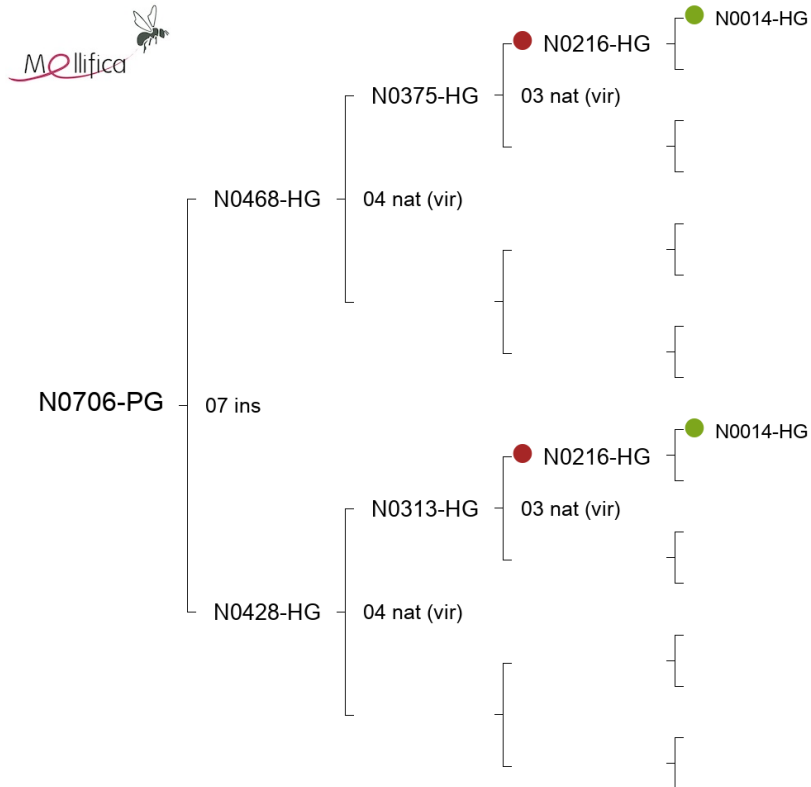 Mellifica
N0014-HG
N0216-HG
N0375-HG
03 nat (vir)
N0468-HG
04 nat (vir)
N0706-PG
07 ins
N0014-HG
N0216-HG
N0313-HG
03 nat (vir)
N0428-HG
04 nat (vir)